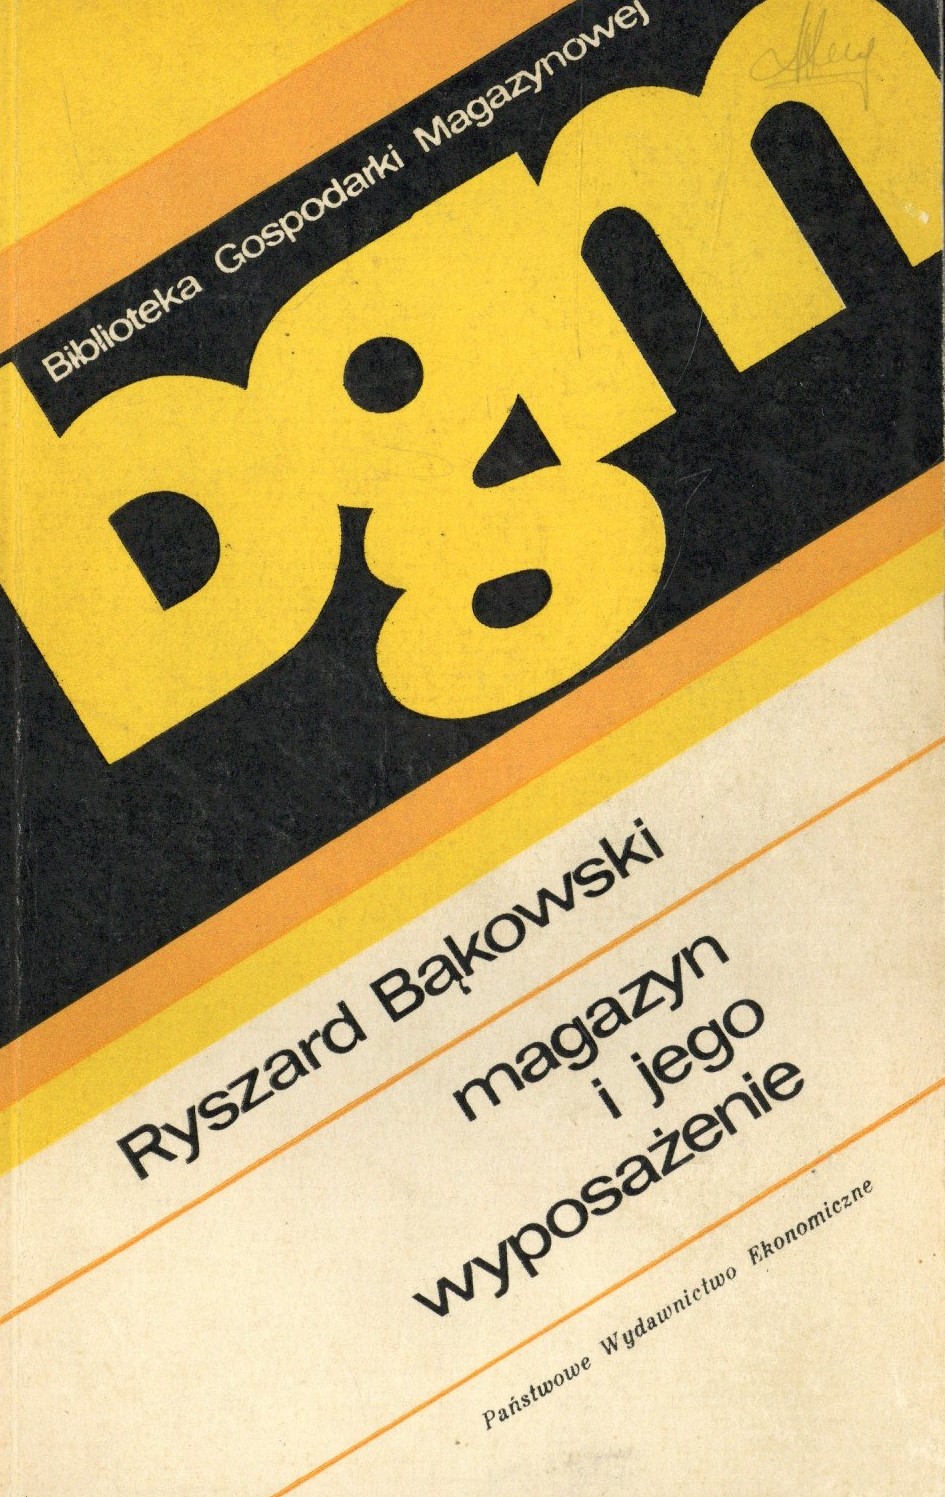 Biblioteka Gospodarki Magazynowej
bgm
Ryszard Bąkowski
magazyn
i jego
wyposażenie
Państwowe Wydawnictwo Ekonomiczne